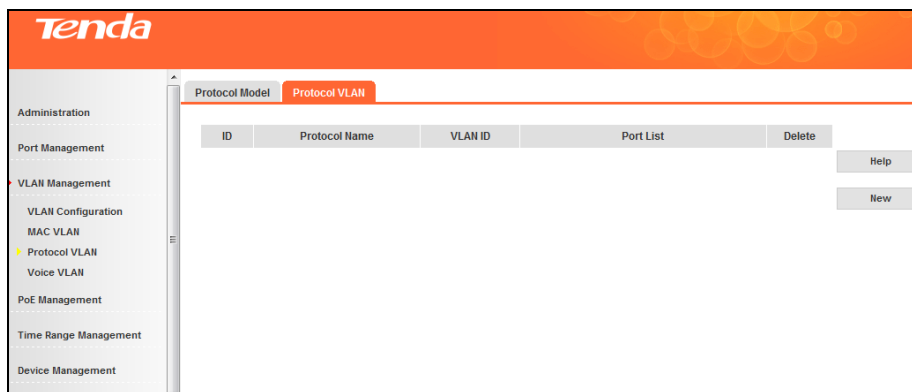 Tenda
Administration
Port Management
VLAN Management
VLAN Configuration
MAC VLAN
Protocol VLAN
Voice VLAN
PoE Management
Time Range Management
Device Management
Protocol Model Protocol VLAN
ID Protocol Name VLAN ID Port List Delete
Help
New